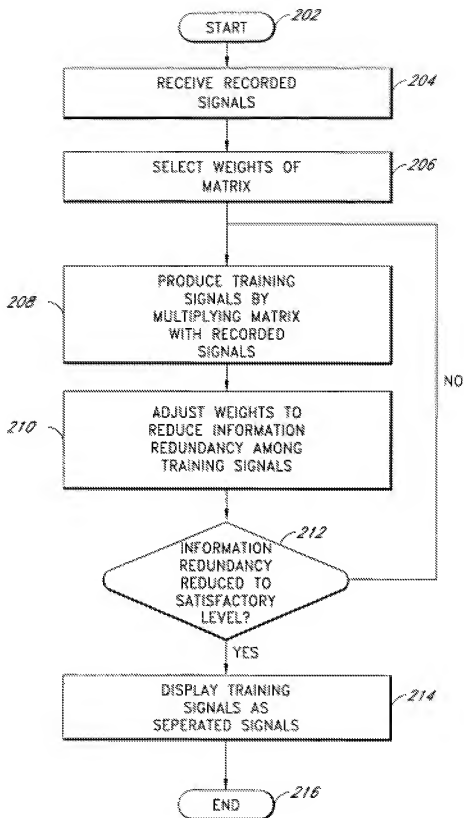 START
202
RECEIVE RECORDED
SIGNALS
204
SELECT WEIGHTS OF
MATRIX
206
208
PRODUCE TRAINING
SIGNALS BY
MULTIPLYING MATRIX
WITH RECORDED
SIGNALS
NO
210
ADJUST WEIGHTS TO
REDUCE INFORMATION
REDUNDANCY AMONG
TRAINING SIGNALS
212
INFORMATION
REDUNDANCY
REDUCED TO
SATISFACTORY
LEVEL?
YES
DISPLAY TRAINING
SIGNALS AS
SEPERATED SIGNALS
214
END
216